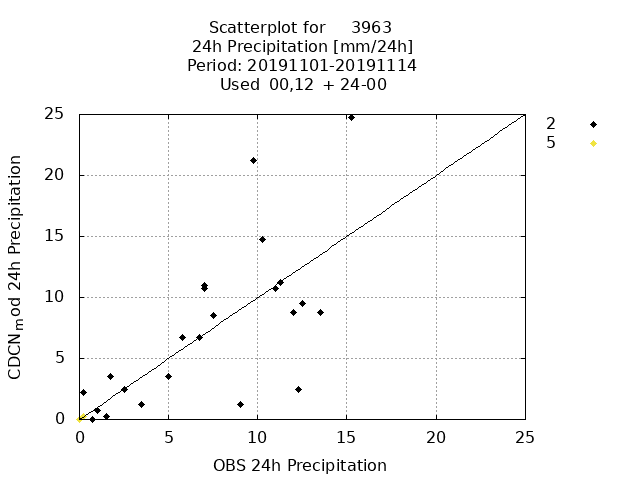 Scatterplot for 3963
24h Precipitation [mm/24h]
Period: 20191101-20191114
Used 00,12 + 24-00
25
20
15
10
5
0
0 5 10 15 20 25
CDCNmod 24h Precipitation
OBS 24h Precipitation
2
5